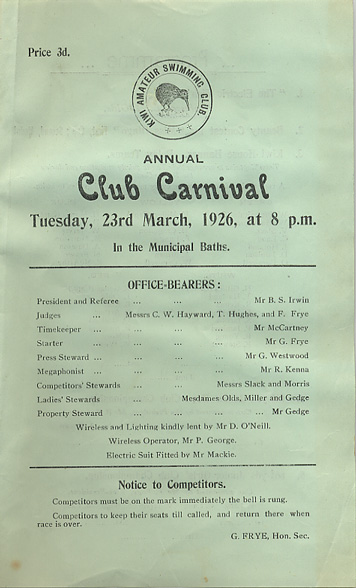 Price 3d.
KIWI AMATEUR SWIMMING CLUB.
ANNUAL
Club Carnival
Tuesday, 23rd March, 1926, at 8 p.m.
In the Municipal Baths.
OFFICE-BEARERS :
President and Referee ... ... ... Mr B. S. Irwin
Judges ... Messrs C. W. Hayward, T. Hughes, and F. Frye
Timekeeper ... ... ... Mr McCartney
Starter ... ... ... Mr G. Frye
Press Steward ... ... ... Mr G. Westwood
Megaphonist ... ... ... Mr R. Kenna
Competitors' Stewards ... ... Messrs Slack and Morris
Ladies' Stewards ... Mesdames Olds, Miller and Gedge
Property Steward ... ... ... Mr Gedge
Wireless and Lighting kindly lent by Mr D. O'Neill.
Wireless Operator, Mr P. George.
Electric Suit Fitted by Mr Mackie.
Notice to Competitors.
Competitors must be on the mark immediately the bell is rung.
Competitors to keep their seats till called, and return there when
race is over.
G. FRYE, Hon. Sec.